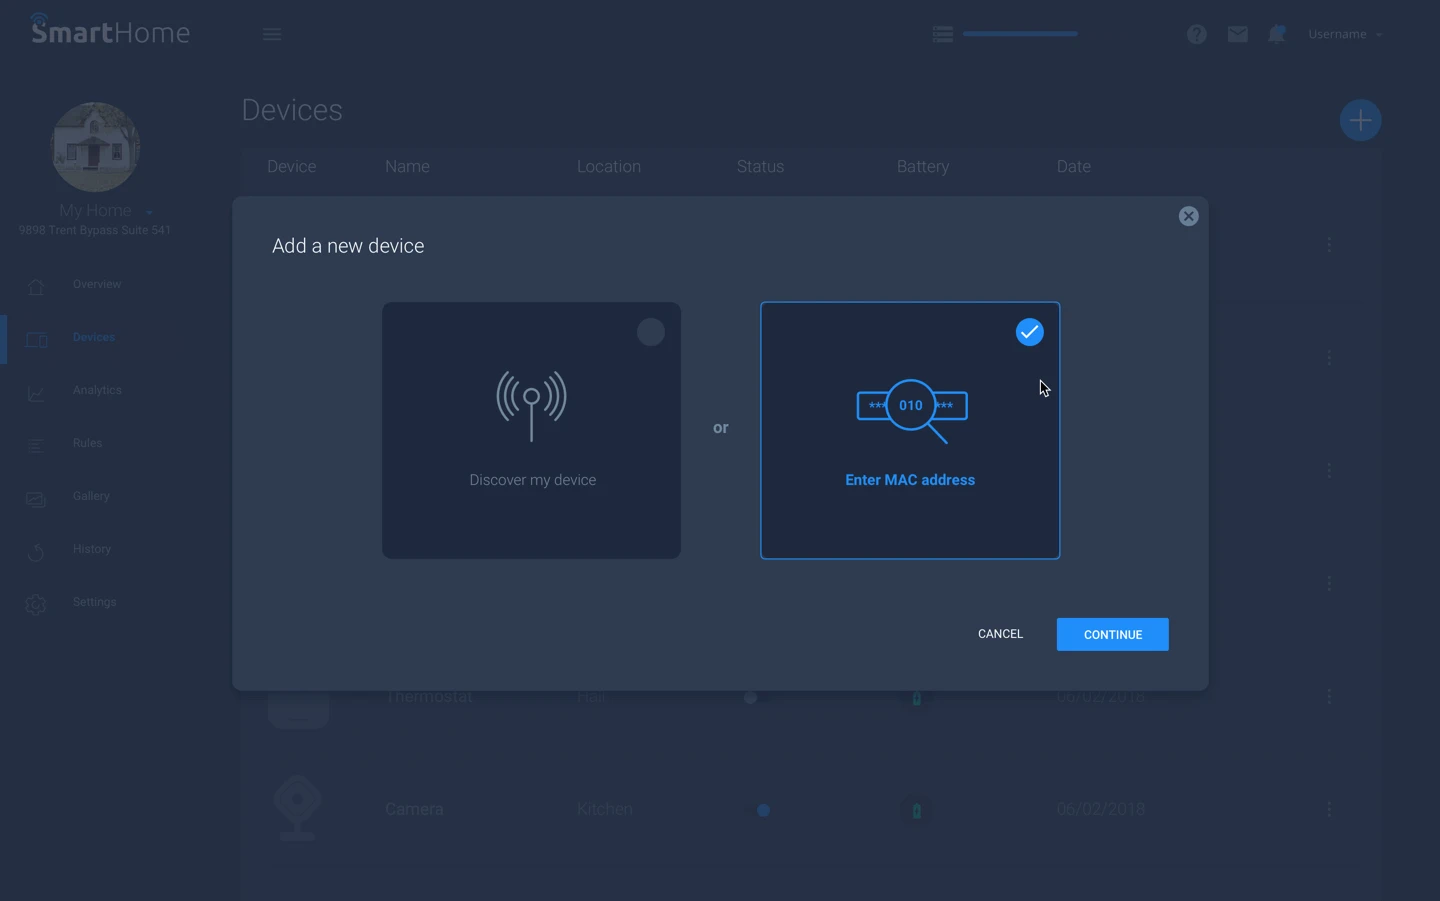 SmartHome
Username
Devices
Device Name Location Status Battery Date
My Home
9898 Trent Bypass Suite 541
Overview
Devices
Analytics
Rules
Gallery
History
Settings
Add a new device
Discover my device
or
*** 010 ***
Enter MAC address
CANCEL CONTINUE
Thermostat Hall 06/02/2018
Camera Kitchen 06/02/2018